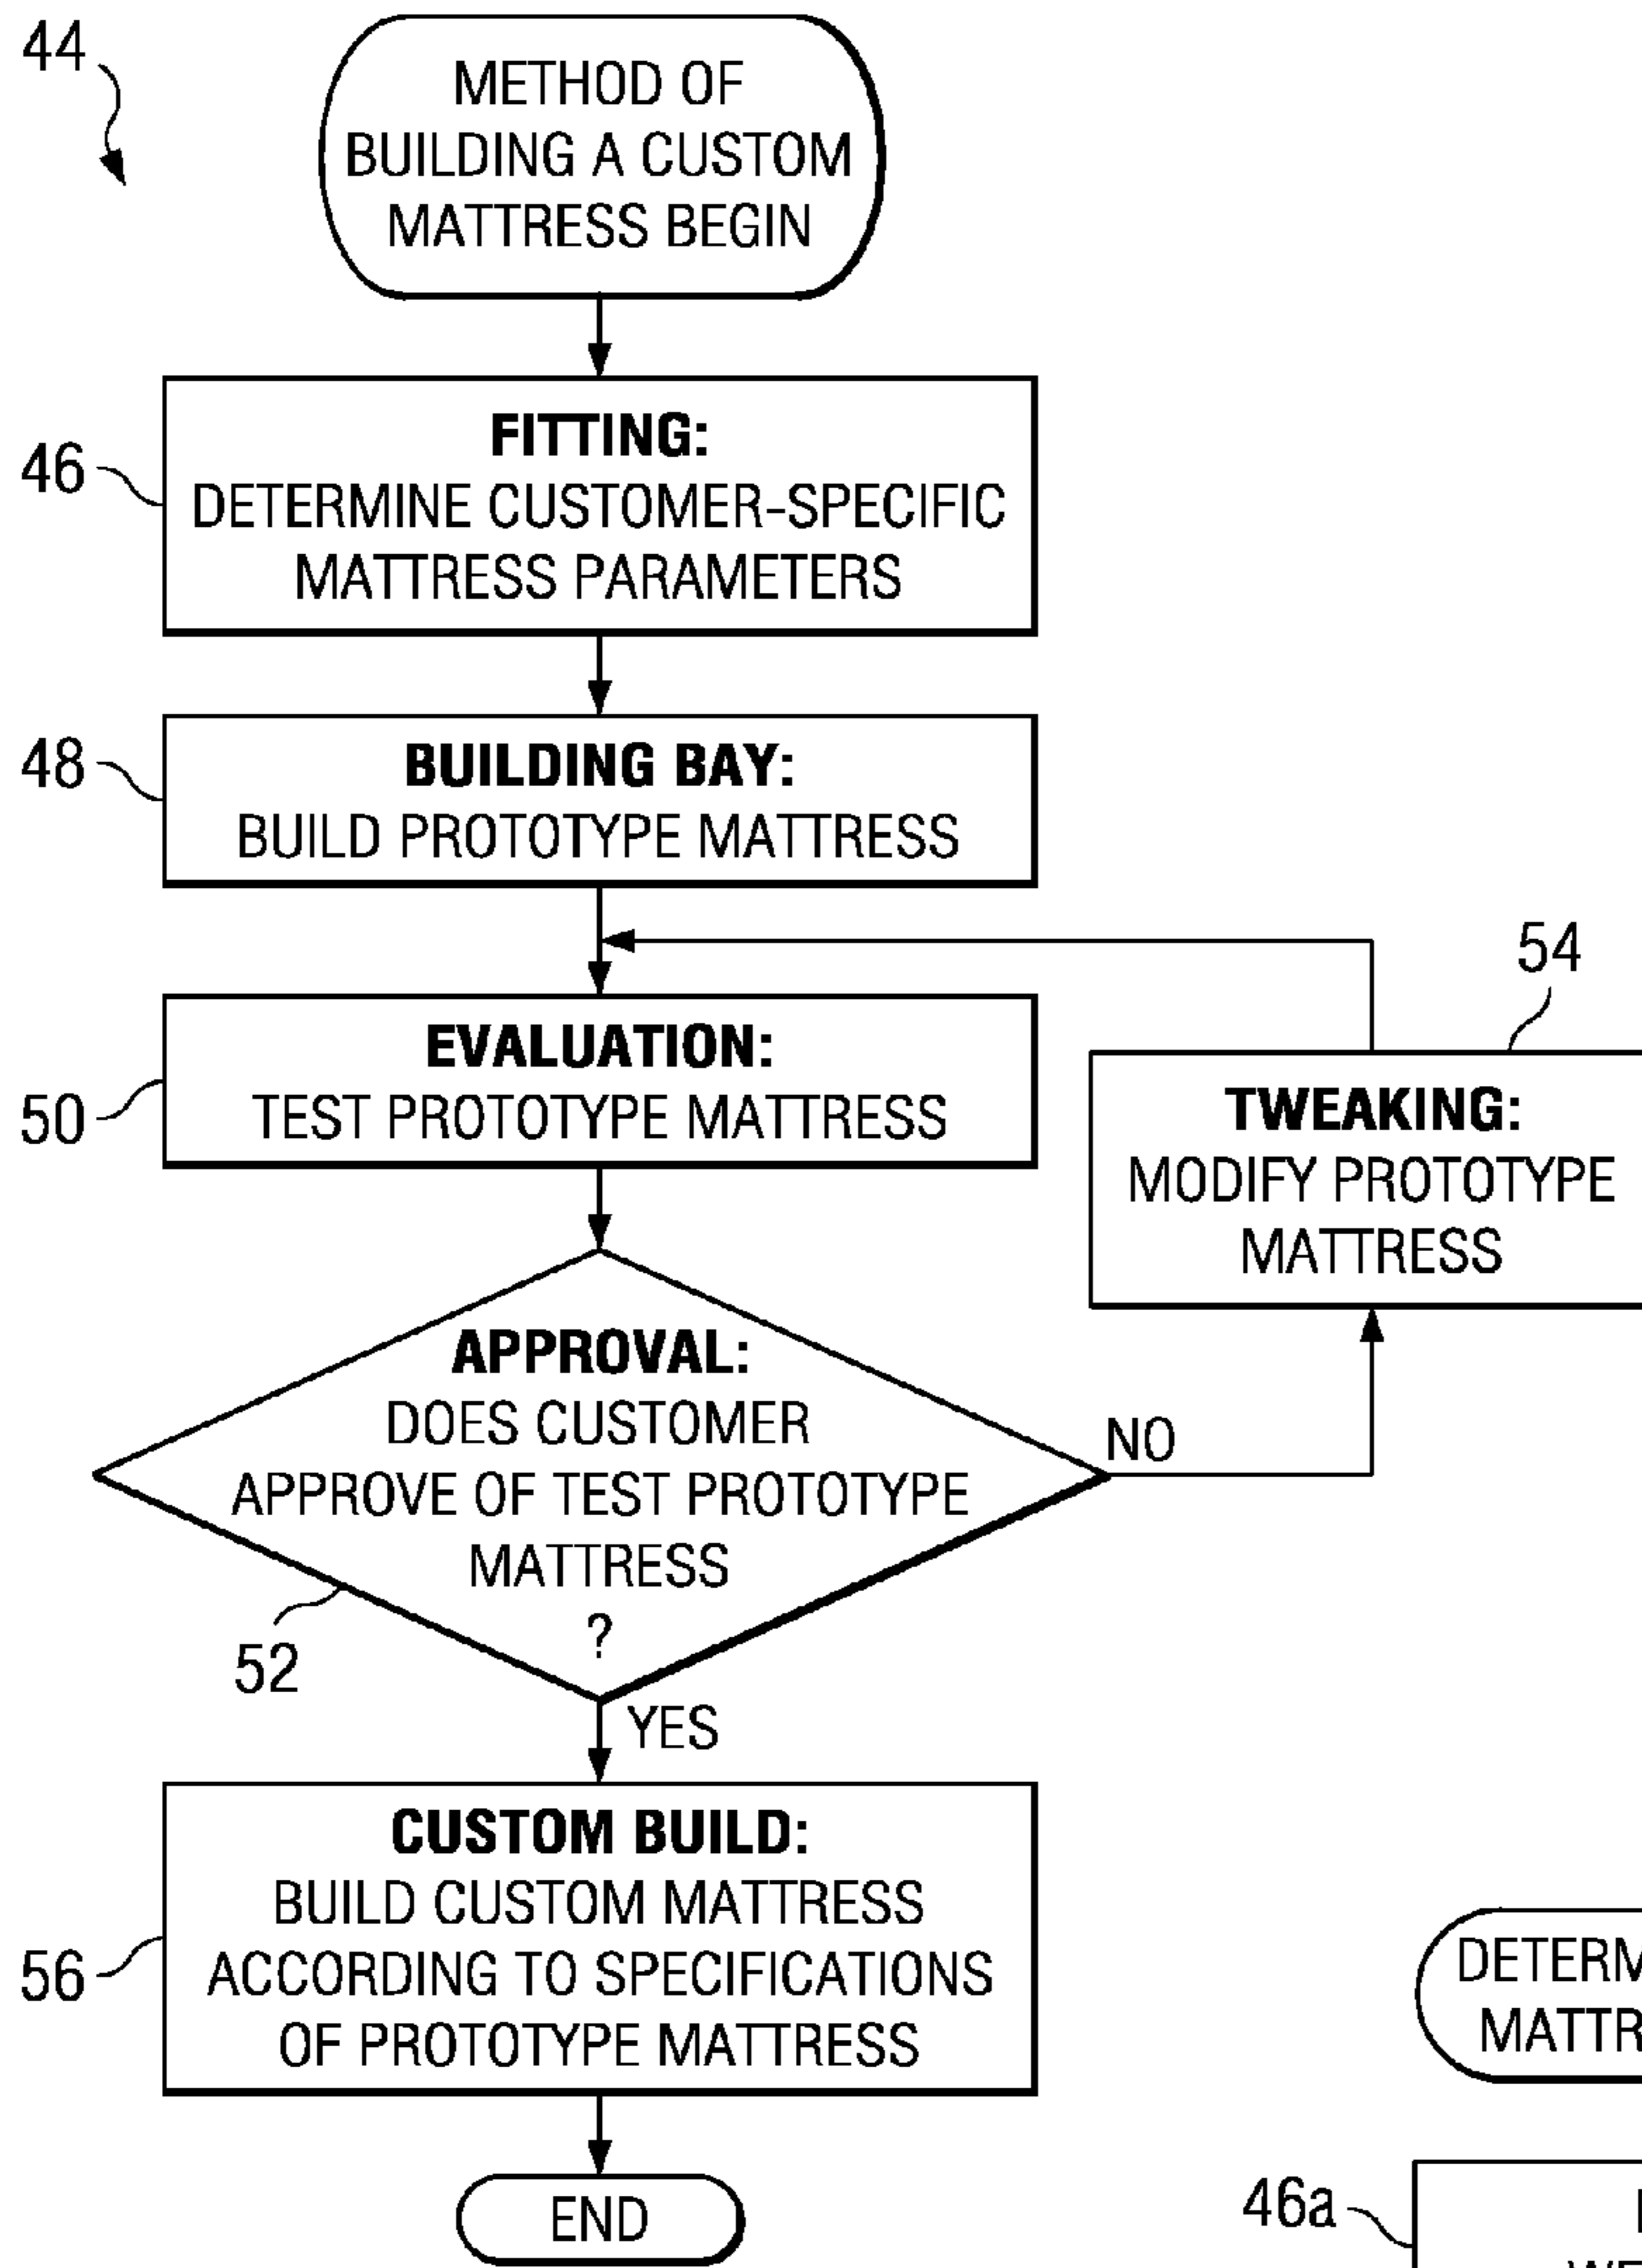 44
METHOD OF
BUILDING A CUSTOM
MATTRESS BEGIN
46
FITTING:
DETERMINE CUSTOMER-SPECIFIC
MATTRESS PARAMETERS
48
BUILDING BAY:
BUILD PROTOTYPE MATTRESS
50
EVALUATION:
TEST PROTOTYPE MATTRESS
54
TWEAKING:
MODIFY PROTOTYPE
MATTRESS
APPROVAL:
DOES CUSTOMER
APPROVE OF TEST PROTOTYPE
MATTRESS
?
NO
52
YES
56
CUSTOM BUILD:
BUILD CUSTOM MATTRESS
ACCORDING TO SPECIFICATIONS
OF PROTOTYPE MATTRESS
END
46a